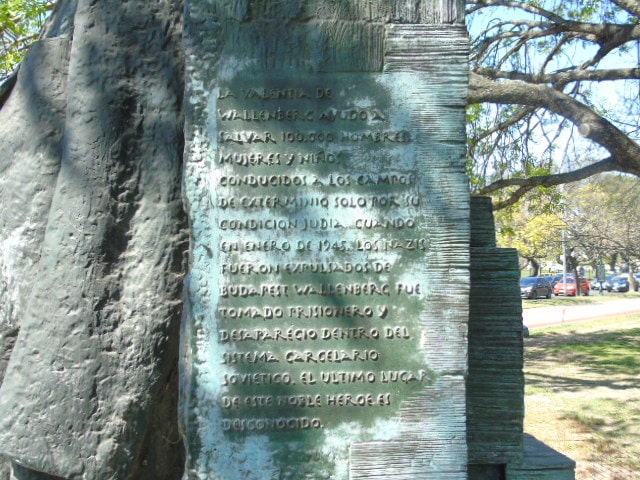 LA VALENTIA DE
WALLENBERG AYUDO A
SALVAR 100.000 HOMBRES,
MUJERES Y NIÑOS
CONDUCIDOS A LOS CAMPOS
DE EXTERMINIO SOLO POR SU
CONDICION JUDIA. CUANDO
EN ENERO DE 1945, LOS NAZIS
FUERON EXPULSADOS DE
BUDAPEST WALLENBERG FUE
TOMADO PRISIONERO Y
DESAPARECIO DENTRO DEL
SISTEMA CARCELARIO
SOVIETICO. EL ULTIMO LUGAR
DE ESTE NOBLE HEROE ES
DESCONOCIDO.